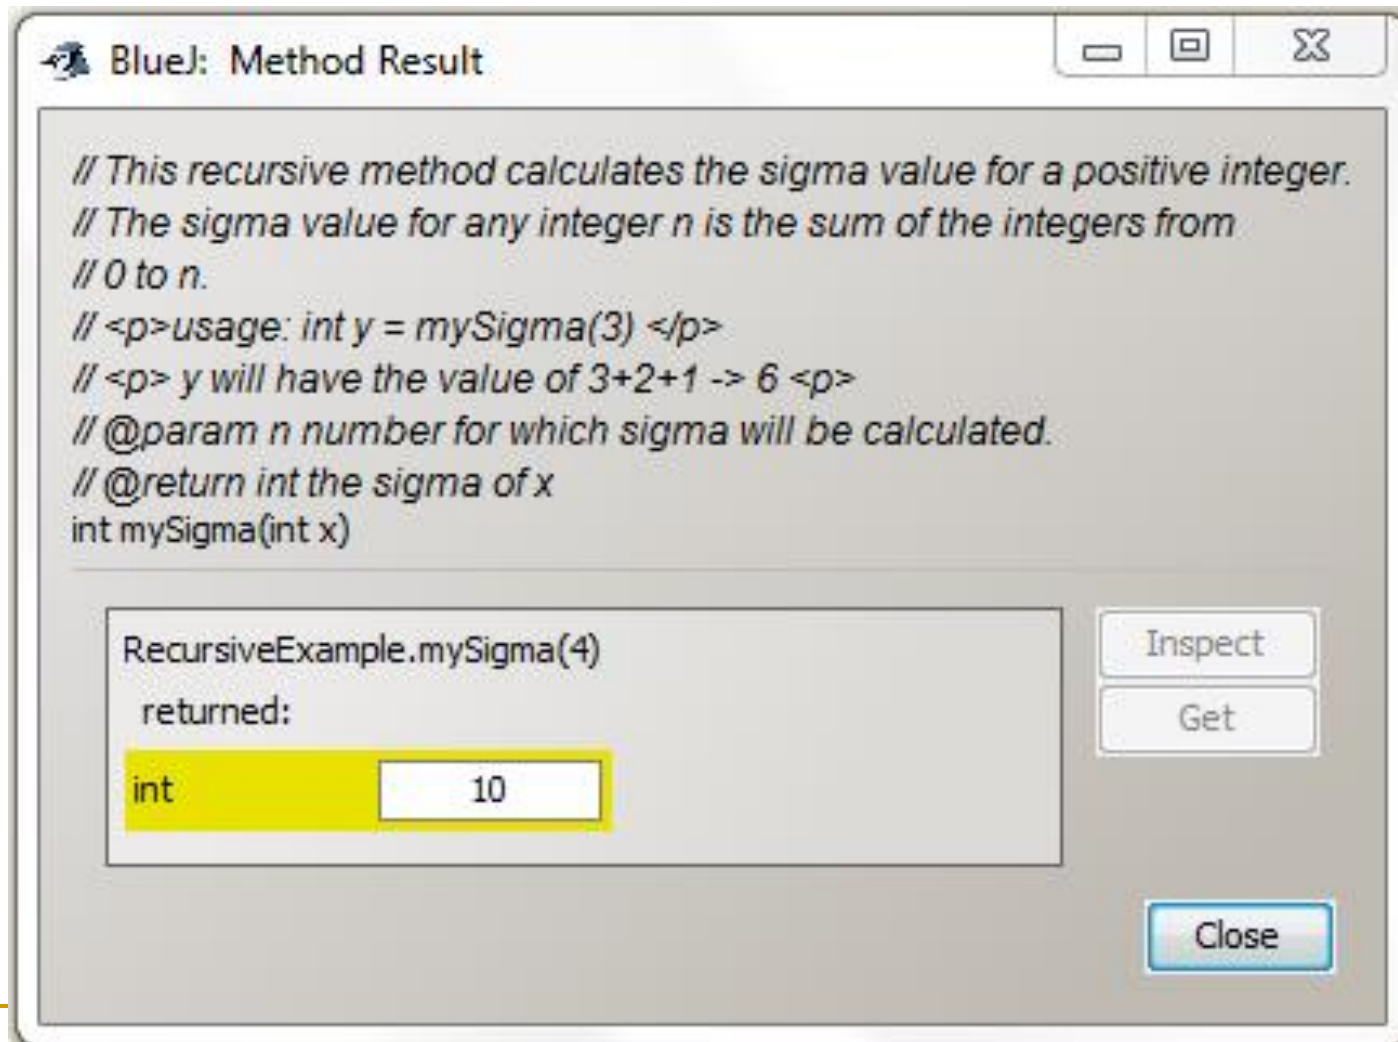 BlueJ: Method Result
// This recursive method calculates the sigma value for a positive integer.
// The sigma value for any integer n is the sum of the integers from
// 0 to n.
// <p>usage: int y = mySigma(3) </p>
// <p> y will have the value of 3+2+1 -> 6 <p>
// @param n number for which sigma will be calculated.
// @return int the sigma of x
int mySigma(int x)
RecursiveExample.mySigma(4)
returned:
int 10
Inspect
Get
Close